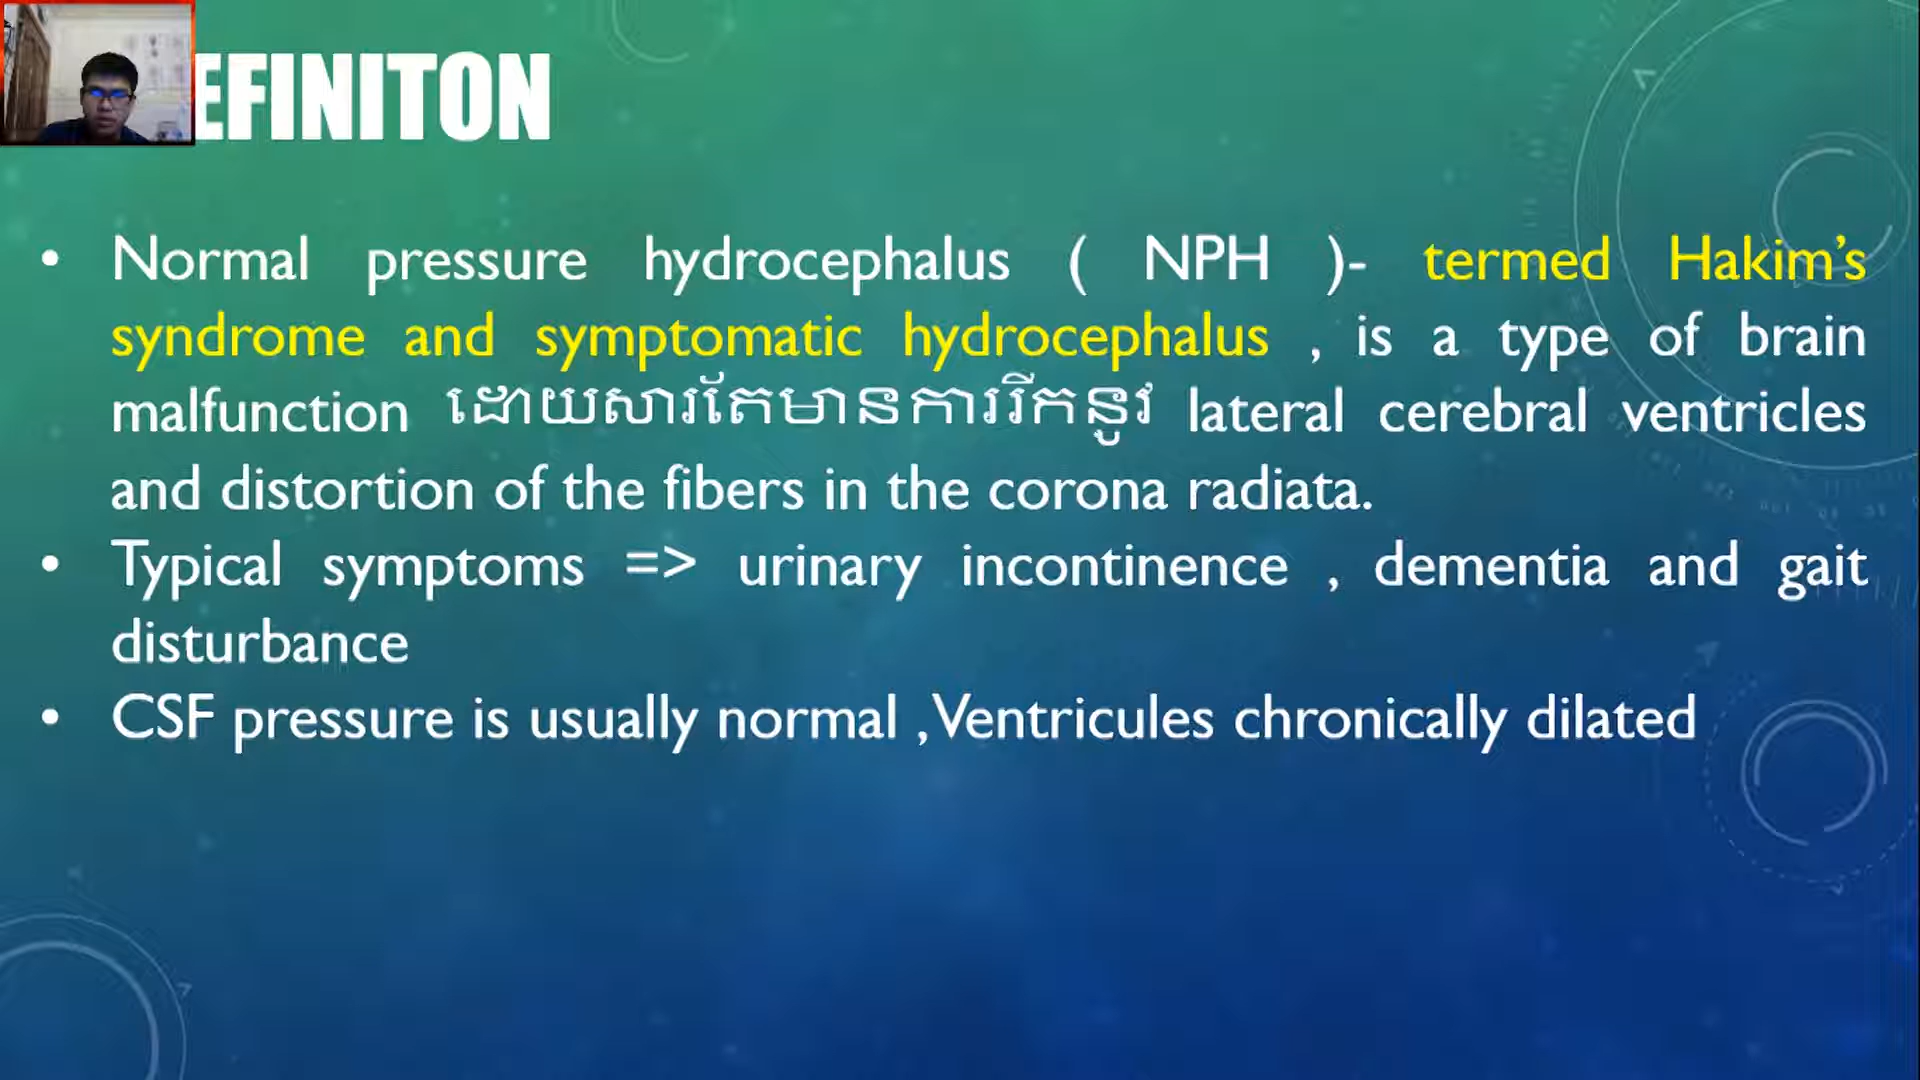 EFINITON
• Normal pressure hydrocephalus ( NPH )- termed Hakim’s
syndrome and symptomatic hydrocephalus , is a type of brain
malfunction ដោយសារតែមានការរីកនូវ lateral cerebral ventricles
and distortion of the fibers in the corona radiata.
• Typical symptoms => urinary incontinence , dementia and gait
disturbance
• CSF pressure is usually normal , Ventricules chronically dilated